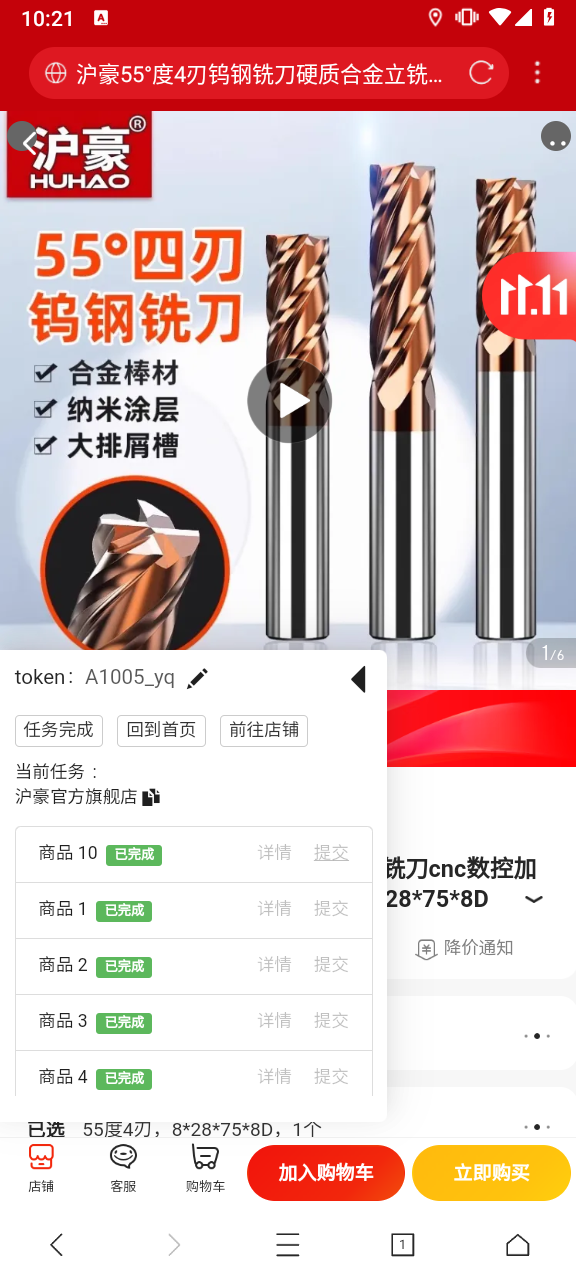 10:21
A
沪豪55°度4刃钨钢铣刀硬质合金立铣...
沪豪®
HUHAO
55°四刃
钨钢铣刀
合金棒材
纳米涂层
大排屑槽
11.11
1/6
token： A1005_yq
任务完成 回到首页 前往店铺
当前任务 :
沪豪官方旗舰店
商品 10 已完成 详情 提交
商品 1 已完成 详情 提交
商品 2 已完成 详情 提交
商品 3 已完成 详情 提交
商品 4 已完成 详情 提交
铣刀cnc数控加
28*75*8D
降价通知
已选 55度4刃，8*28*75*8D，1个
店铺 客服 购物车 加入购物车 立即购买
1